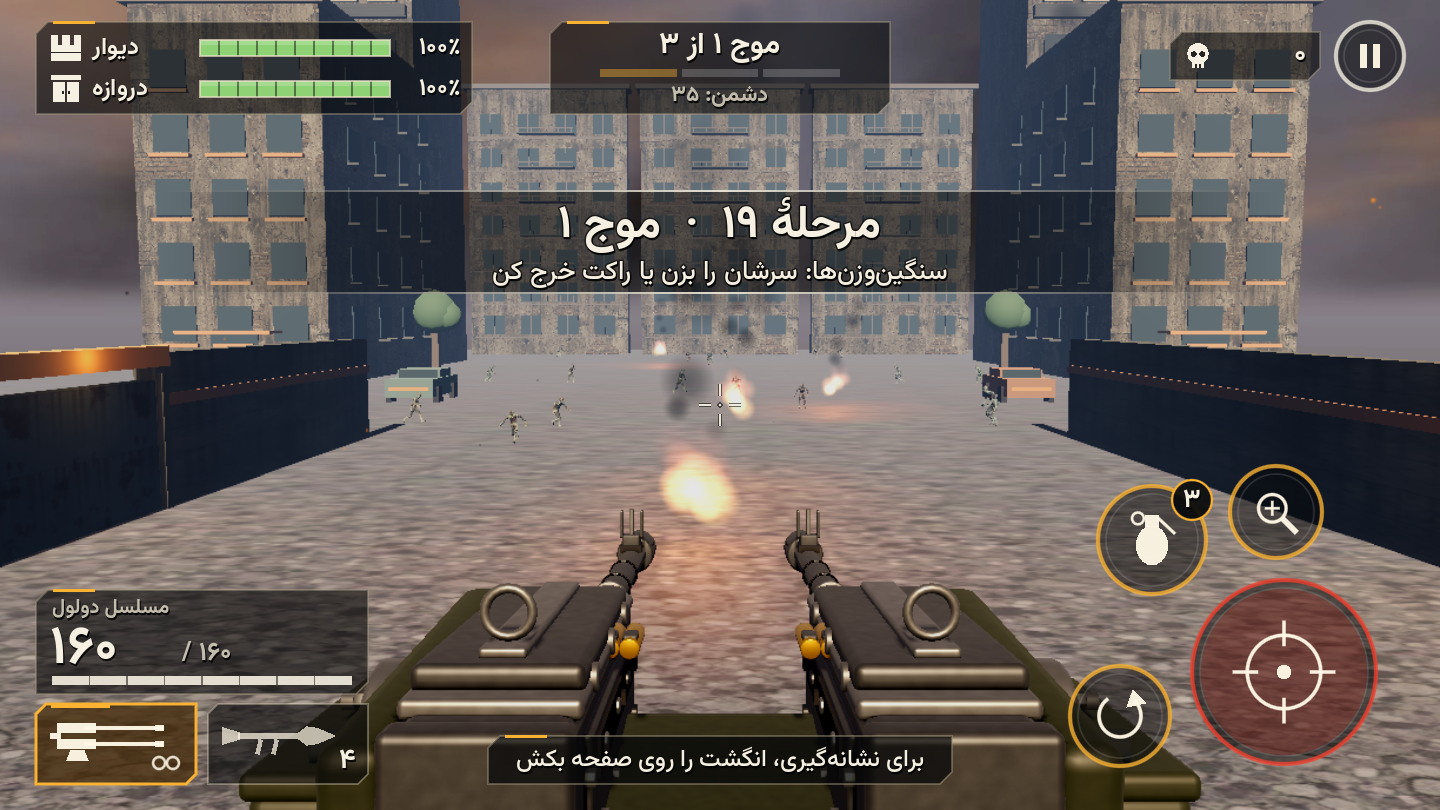 دیوار ۱۰۰٪
دروازه ۱۰۰٪
موج ۱ از ۳
دشمن: ۳۵
۰
مرحلهٔ ۱۹ · موج ۱
سنگین‌وزن‌ها: سرشان را بزن یا راکت خرج کن
۳
مسلسل دولول
۱۶۰ / ۱۶۰
∞
۴
برای نشانه‌گیری، انگشت را روی صفحه بکش